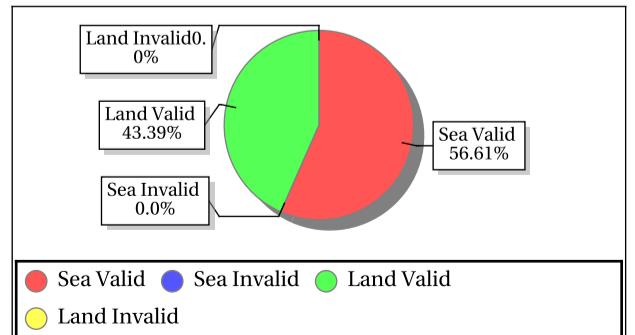 Land Invalid0.
0%
Land Valid
43.39%
Sea Valid
56.61%
Sea Invalid
0.0%
Sea Valid Sea Invalid Land Valid
Land Invalid